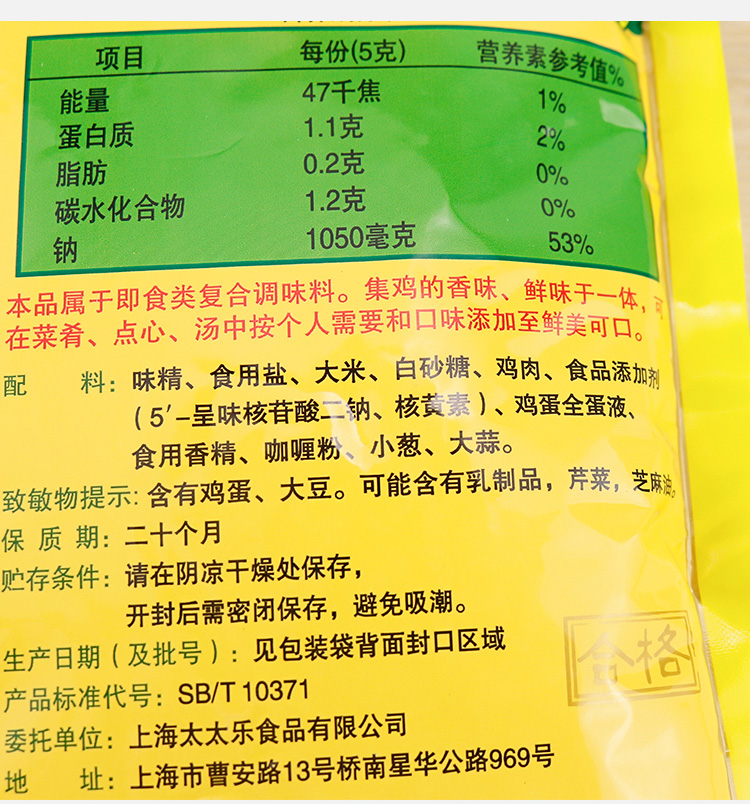 项目 每份(5克) 营养素参考值%
能量 47千焦 1%
蛋白质 1.1克 2%
脂肪 0.2克 0%
碳水化合物 1.2克 0%
钠 1050毫克 53%
本品属于即食类复合调味料。集鸡的香味、鲜味于一体，可
在菜肴、点心、汤中按个人需要和口味添加至鲜美可口。
配 料：味精、食用盐、大米、白砂糖、鸡肉、食品添加剂
(5′-呈味核苷酸二钠、核黄素)、鸡蛋全蛋液、
食用香精、咖喱粉、小葱、大蒜。
致敏物提示：含有鸡蛋、大豆。可能含有乳制品，芹菜，芝麻油。
保 质 期：二十个月
贮存条件：请在阴凉干燥处保存，
开封后需密闭保存，避免吸潮。
生产日期(及批号)：见包装袋背面封口区域
产品标准代号：SB/T 10371
委托单位：上海太太乐食品有限公司
地 址：上海市曹安路13号桥南星华公路969号
合格